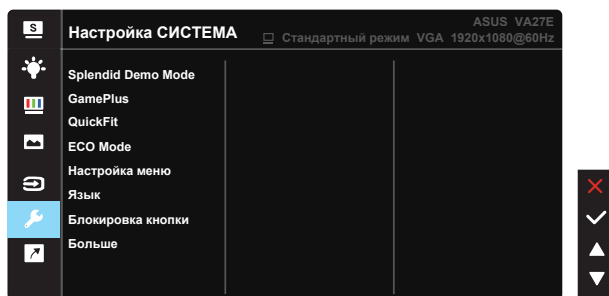 S
Настройка СИСТЕМА
ASUS VA27E
Стандартный режим VGA 1920x1080@60Hz
Splendid Demo Mode
GamePlus
QuickFit
ECO Mode
Настройка меню
Язык
Блокировка кнопки
Больше